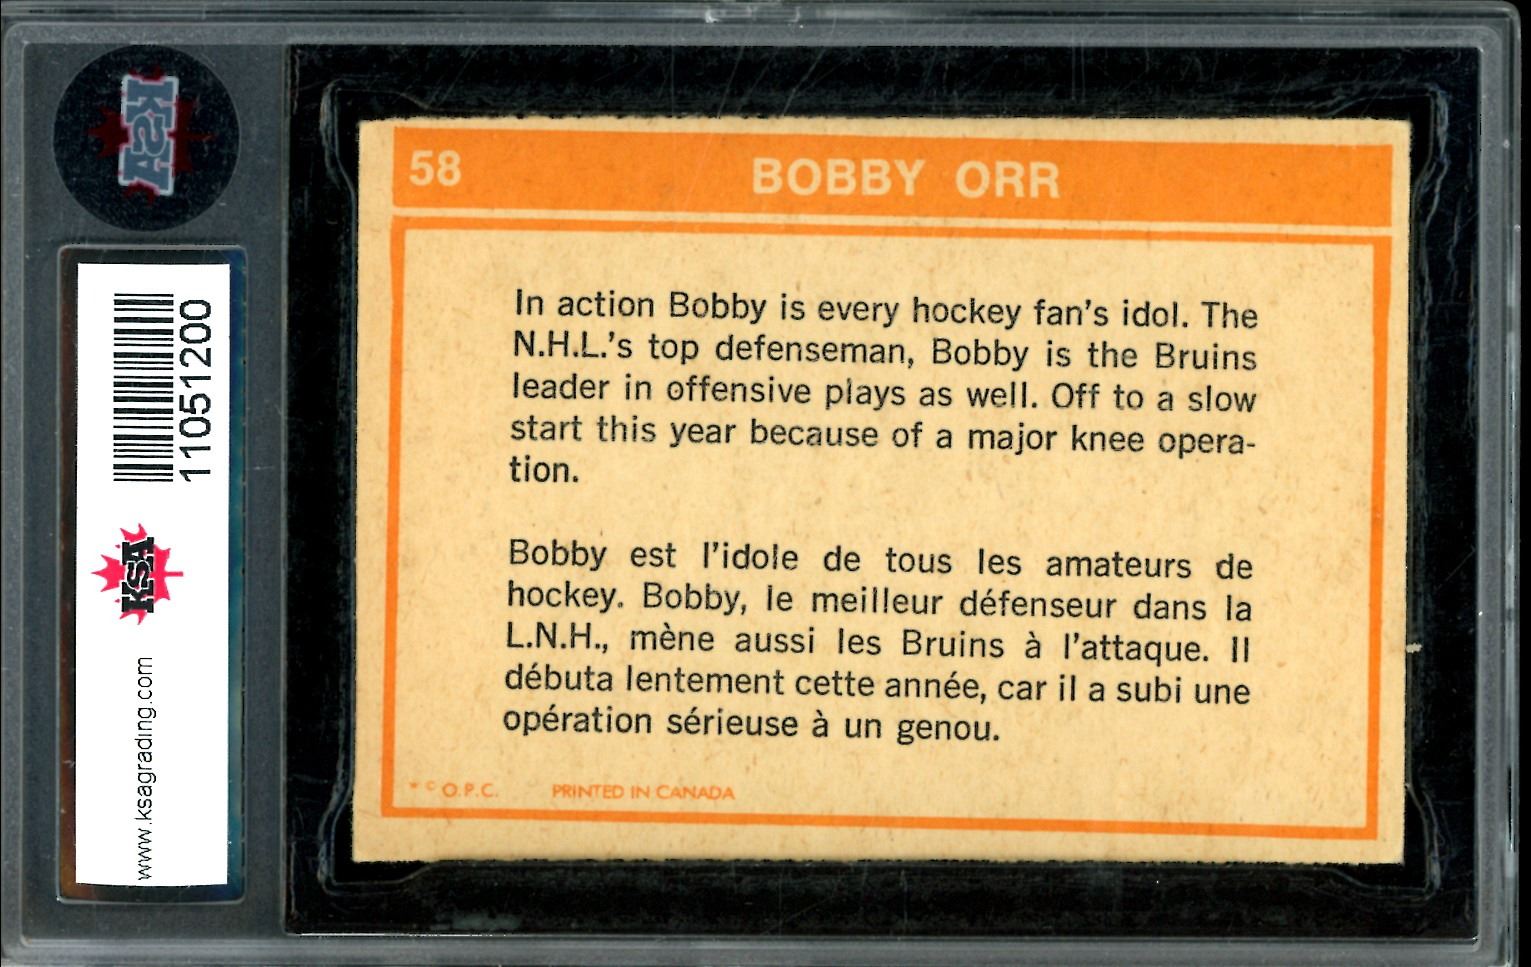 KSA
11051200
KSA
www.ksagrading.com
58
BOBBY ORR
In action Bobby is every hockey fan's idol. The
N.H.L.'s top defenseman, Bobby is the Bruins
leader in offensive plays as well. Off to a slow
start this year because of a major knee opera-
tion.
Bobby est l'idole de tous les amateurs de
hockey. Bobby, le meilleur défenseur dans la
L.N.H., mène aussi les Bruins à l'attaque. Il
débuta lentement cette année, car il a subi une
opération sérieuse à un genou.
* © O.P.C. PRINTED IN CANADA